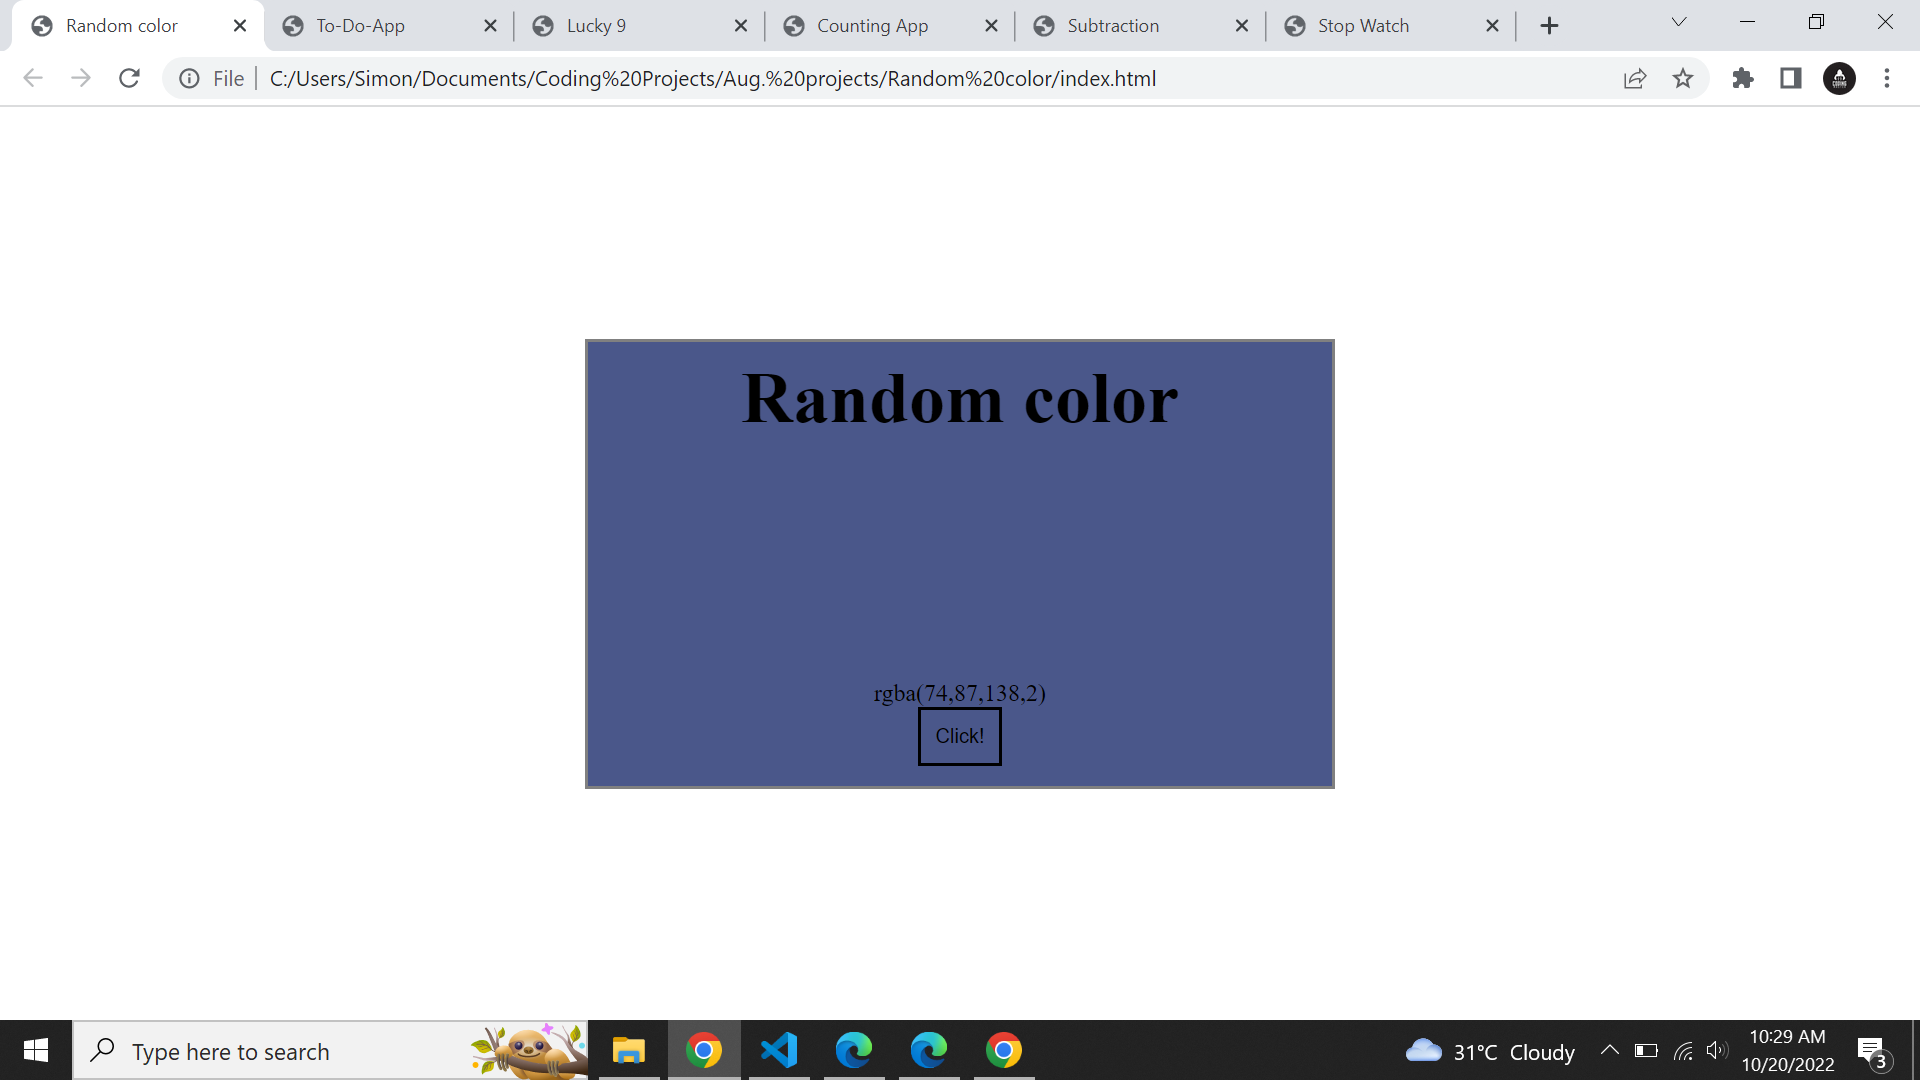 Random color
To-Do-App
Lucky 9
Counting App
Subtraction
Stop Watch
File
C:/Users/Simon/Documents/Coding%20Projects/Aug.%20projects/Random%20color/index.html
Random color
rgba(74,87,138,2)
Click!
Type here to search
31°C Cloudy
10:29 AM
10/20/2022
3